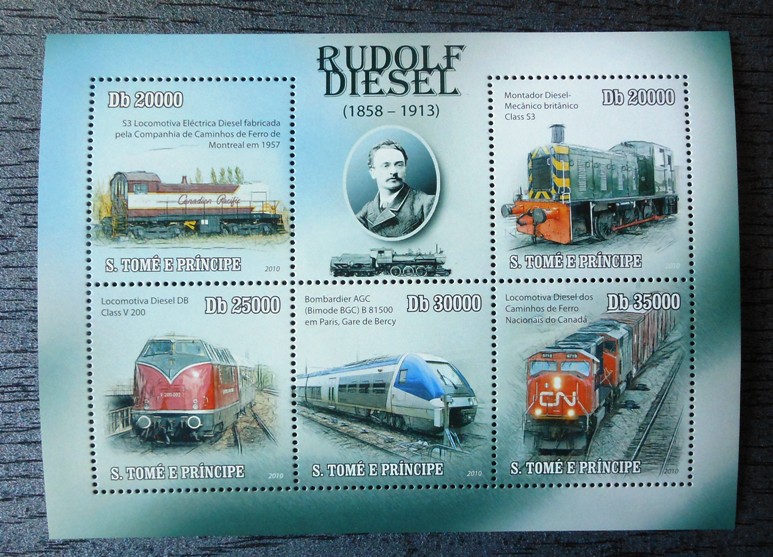 RUDOLF
DIESEL
(1858 – 1913)
Db 20000
S3 Locomotiva Eléctrica Diesel fabricada
pela Companhia de Caminhos de Ferro de
Montreal em 1957
Canadian Pacific
S. TOMÉ E PRÍNCIPE
2010
Db 20000
Montador Diesel-
Mecânico britânico
Class S3
S. TOMÉ E PRÍNCIPE
2010
Db 25000
Locomotiva Diesel DB
Class V 200
S. TOMÉ E PRÍNCIPE
2010
Db 30000
Bombardier AGC
(Bimode BGC) B 81500
em Paris, Gare de Bercy
S. TOMÉ E PRÍNCIPE
2010
Db 35000
Locomotiva Diesel dos
Caminhos de Ferro
Nacionais do Canadá
CN
S. TOMÉ E PRÍNCIPE
2010